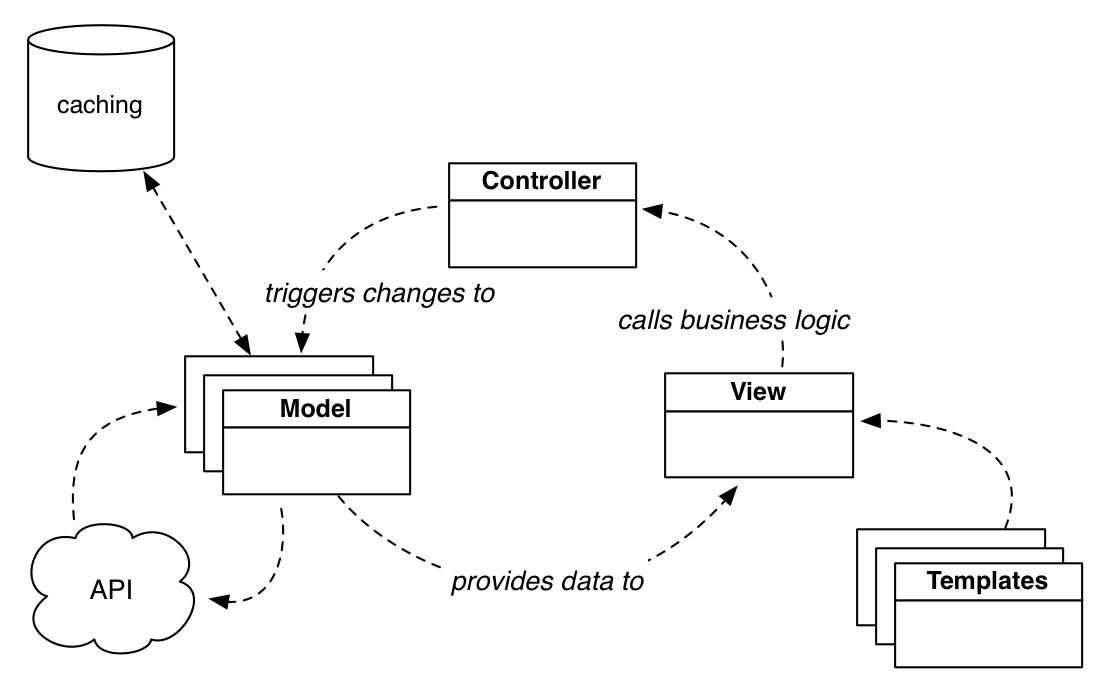 caching
Controller
triggers changes to
calls business logic
Model
View
API
provides data to
Templates